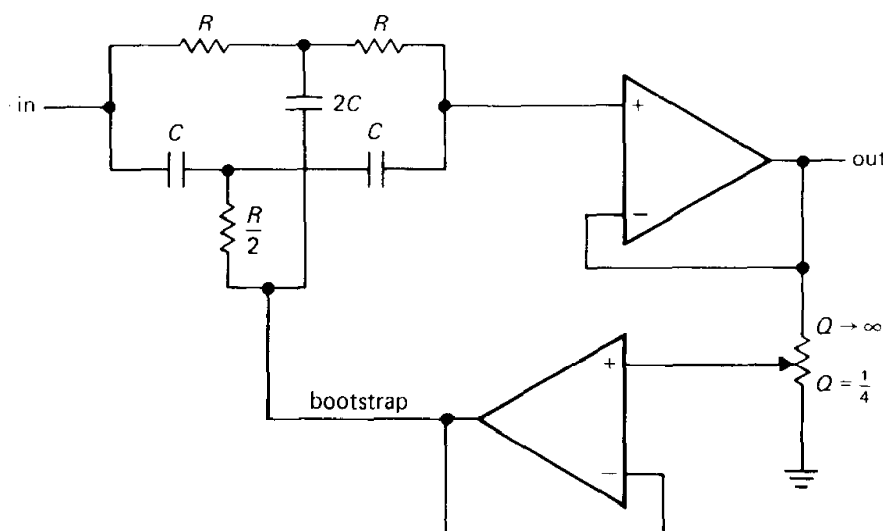 R
R
in
2C
C
C
R
2
+
−
out
Q → ∞
Q = 1/4
+
−
bootstrap